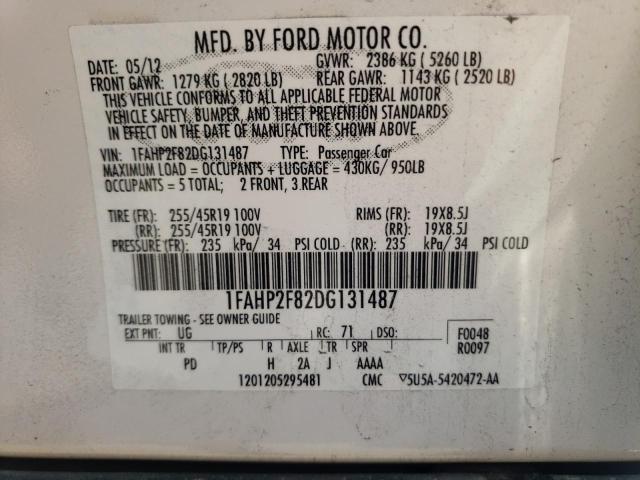 MFD. BY FORD MOTOR CO.
DATE: 05/12 GVWR: 2386 KG ( 5260 LB)
FRONT GAWR: 1279 KG ( 2820 LB) REAR GAWR: 1143 KG ( 2520 LB)
THIS VEHICLE CONFORMS TO ALL APPLICABLE FEDERAL MOTOR
VEHICLE SAFETY, BUMPER, AND THEFT PREVENTION STANDARDS
IN EFFECT ON THE DATE OF MANUFACTURE SHOWN ABOVE.
VIN: 1FAHP2F82DG131487 TYPE: Passenger Car
MAXIMUM LOAD = OCCUPANTS + LUGGAGE = 430KG/ 950LB
OCCUPANTS = 5 TOTAL; 2 FRONT, 3 REAR
TIRE (FR): 255/45R19 100V RIMS (FR): 19X8.5J
(RR): 255/45R19 100V (RR): 19X8.5J
PRESSURE (FR): 235 kPa/ 34 PSI COLD (RR): 235 kPa/ 34 PSI COLD
1FAHP2F82DG131487
TRAILER TOWING - SEE OWNER GUIDE
EXT PNT: UG RC: 71 DSO: F0048
INT TR TP/PS R AXLE TR SPR R0097
PD H 2A J AAAA
1201205295481 CMC ▽5U5A-5420472-AA